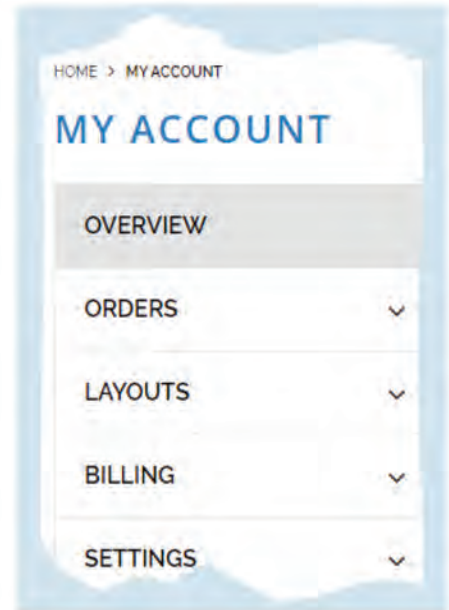 HOME > MY ACCOUNT
MY ACCOUNT
OVERVIEW
ORDERS
LAYOUTS
BILLING
SETTINGS